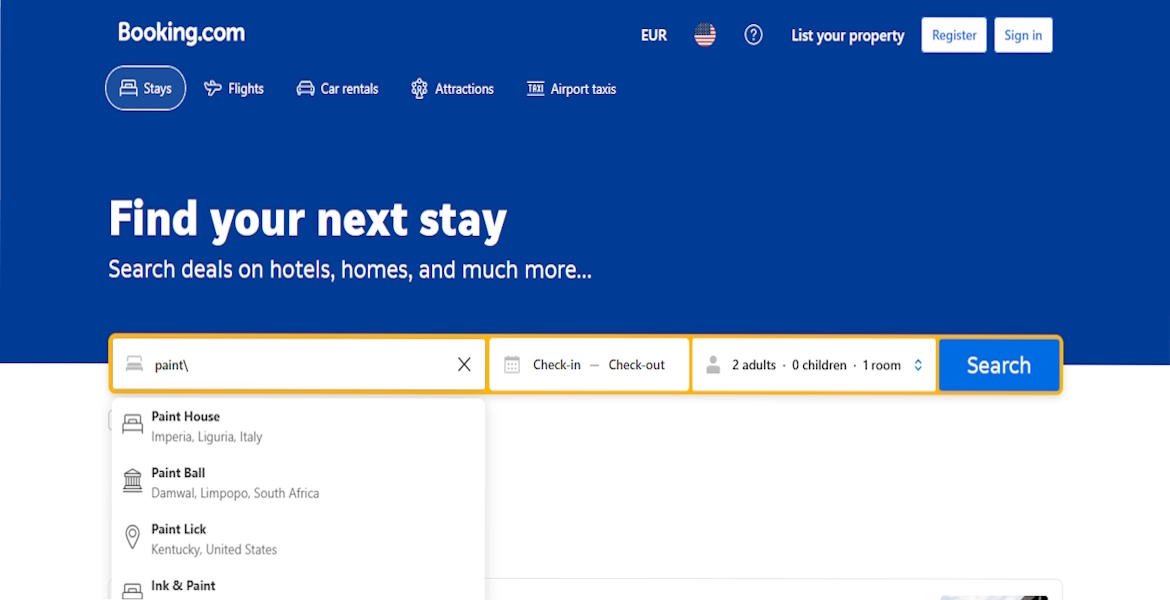 Booking.com
EUR
List your property
Register
Sign in
Stays
Flights
Car rentals
Attractions
TAXI
Airport taxis
Find your next stay
Search deals on hotels, homes, and much more...
paint\
Check-in — Check-out
2 adults · 0 children · 1 room
Search
Paint House
Imperia, Liguria, Italy
Paint Ball
Damwal, Limpopo, South Africa
Paint Lick
Kentucky, United States
Ink & Paint